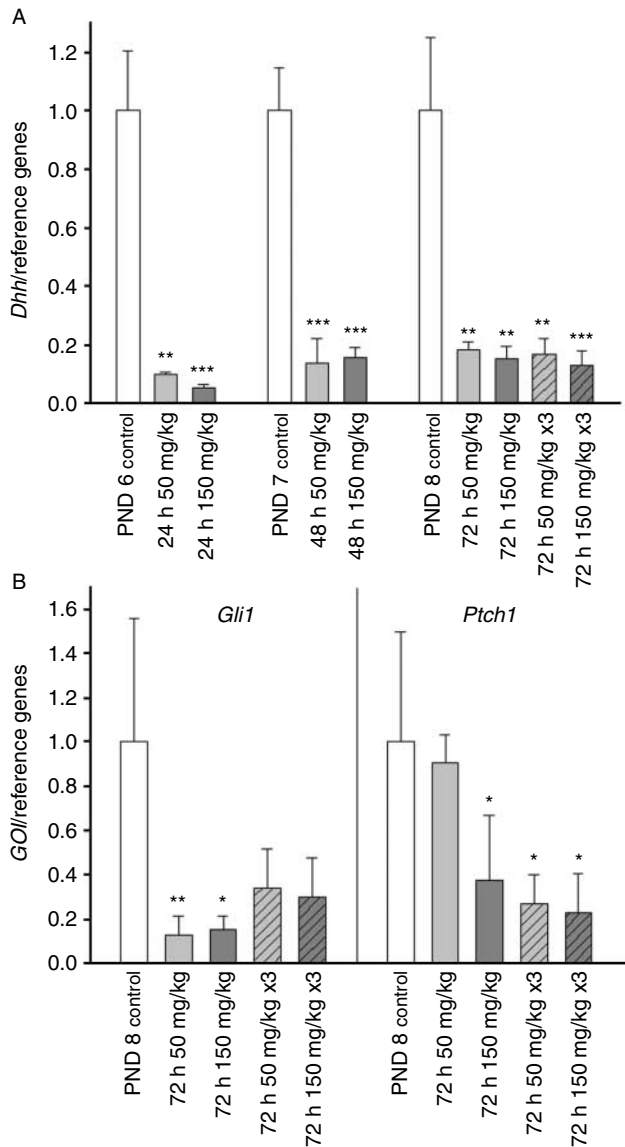 A
Dhh/reference genes
1.2
1.0
0.8
0.6
0.4
0.2
0.0
**
***
***
***
**
**
**
***
PND 6 control
24 h 50 mg/kg
24 h 150 mg/kg
PND 7 control
48 h 50 mg/kg
48 h 150 mg/kg
PND 8 control
72 h 50 mg/kg
72 h 150 mg/kg
72 h 50 mg/kg x3
72 h 150 mg/kg x3
B
GOI/reference genes
1.6
1.4
1.2
1.0
0.8
0.6
0.4
0.2
0.0
Gli1
Ptch1
**
*
*
*
*
PND 8 control
72 h 50 mg/kg
72 h 150 mg/kg
72 h 50 mg/kg x3
72 h 150 mg/kg x3
PND 8 control
72 h 50 mg/kg
72 h 150 mg/kg
72 h 50 mg/kg x3
72 h 150 mg/kg x3